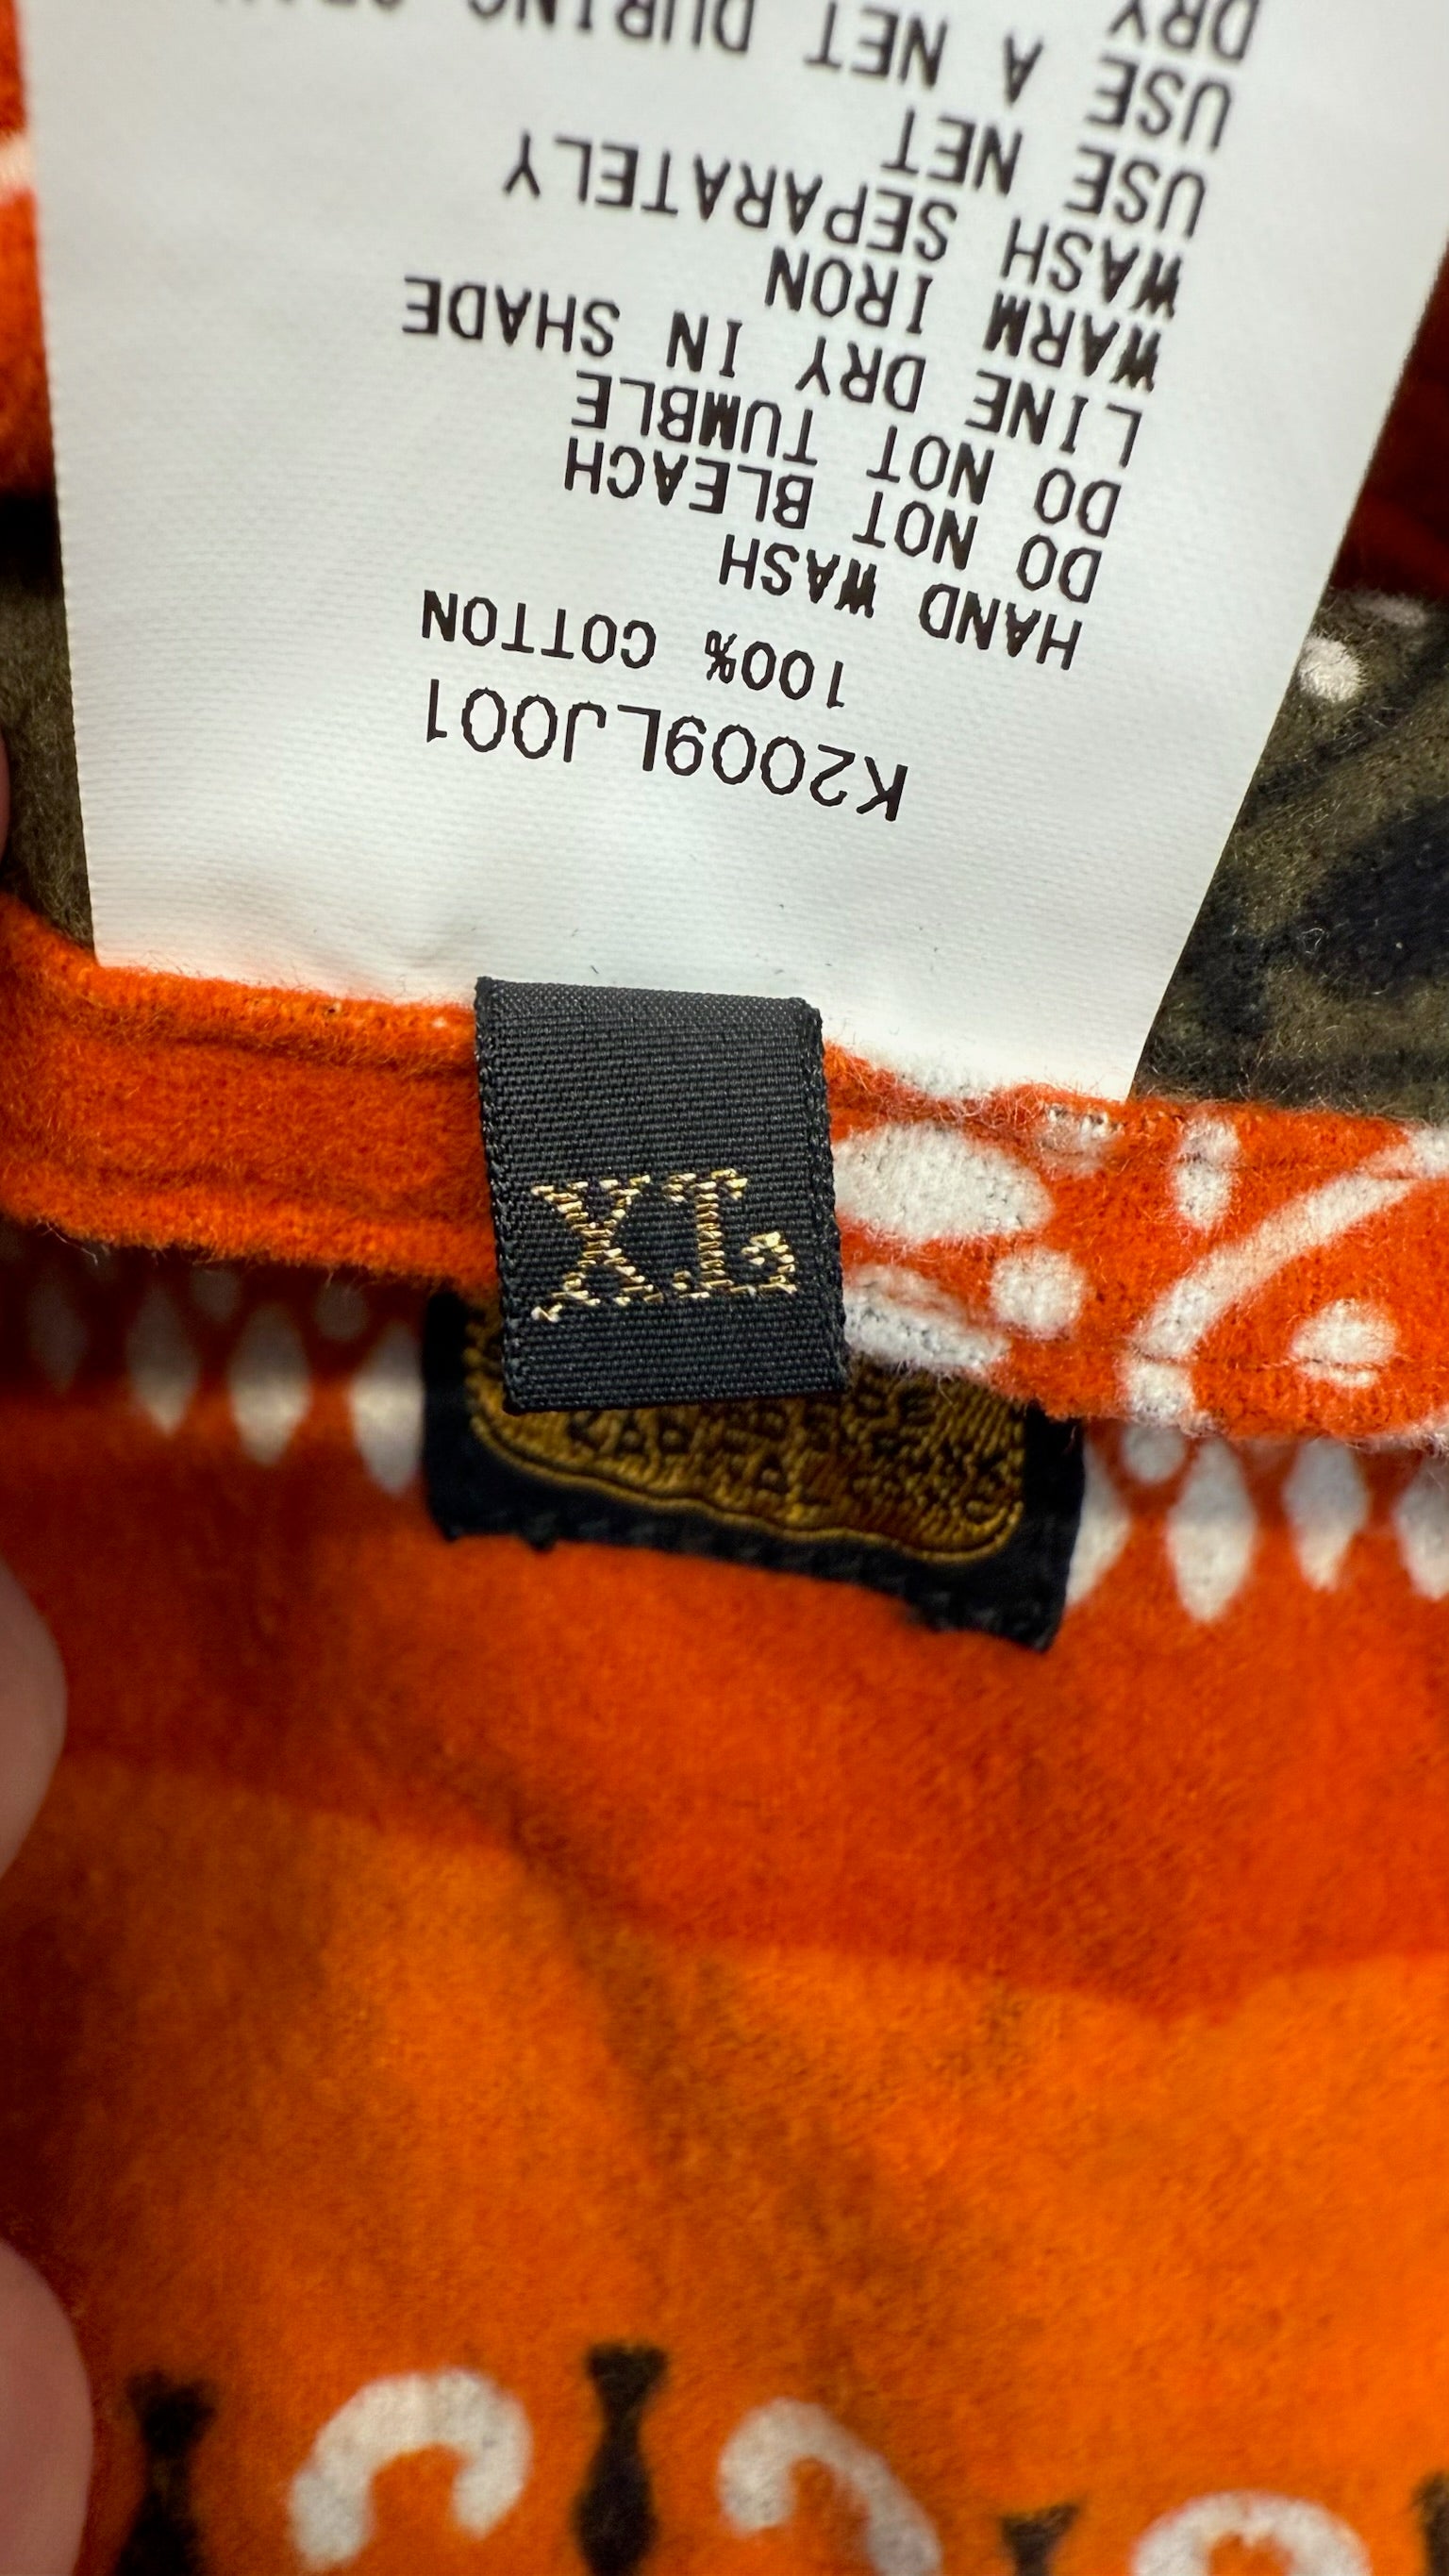 K2009LJ001
100% COTTON
HAND WASH
DO NOT BLEACH
DO NOT TUMBLE
LINE DRY IN SHADE
WARM IRON
WASH SEPARATELY
USE NET
USE A NET DURING
DRY
XL